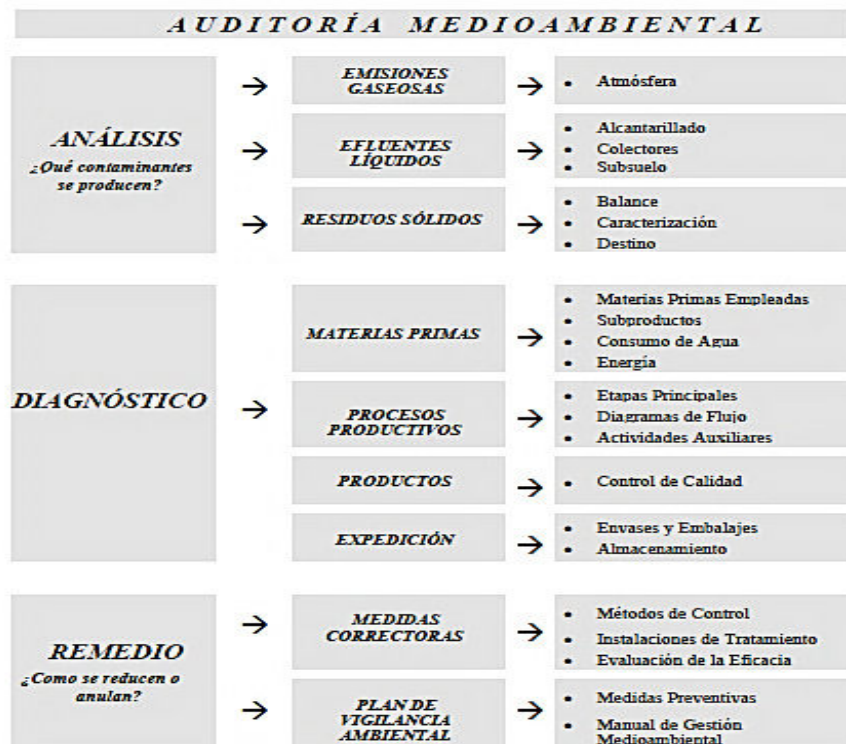 AUDITORÍA MEDIOAMBIENTAL
ANÁLISIS
¿Qué contaminantes
se producen?
→
EMISIONES
GASEOSAS
→
• Atmósfera
→
EFLUENTES
LÍQUIDOS
→
• Alcantarillado
• Colectores
• Subsuelo
→
RESIDUOS SÓLIDOS
→
• Balance
• Caracterización
• Destino
DIAGNÓSTICO
→
MATERIAS PRIMAS
→
• Materias Primas Empleadas
• Subproductos
• Consumo de Agua
• Energía
PROCESOS
PRODUCTIVOS
→
• Etapas Principales
• Diagramas de Flujo
• Actividades Auxiliares
PRODUCTOS
→
• Control de Calidad
EXPEDICIÓN
→
• Envases y Embalajes
• Almacenamiento
REMEDIO
¿Como se reducen o
anulan?
→
MEDIDAS
CORRECTORAS
→
• Métodos de Control
• Instalaciones de Tratamiento
• Evaluación de la Eficacia
→
PLAN DE
VIGILANCIA
AMBIENTAL
→
• Medidas Preventivas
• Manual de Gestión
Medioambiental